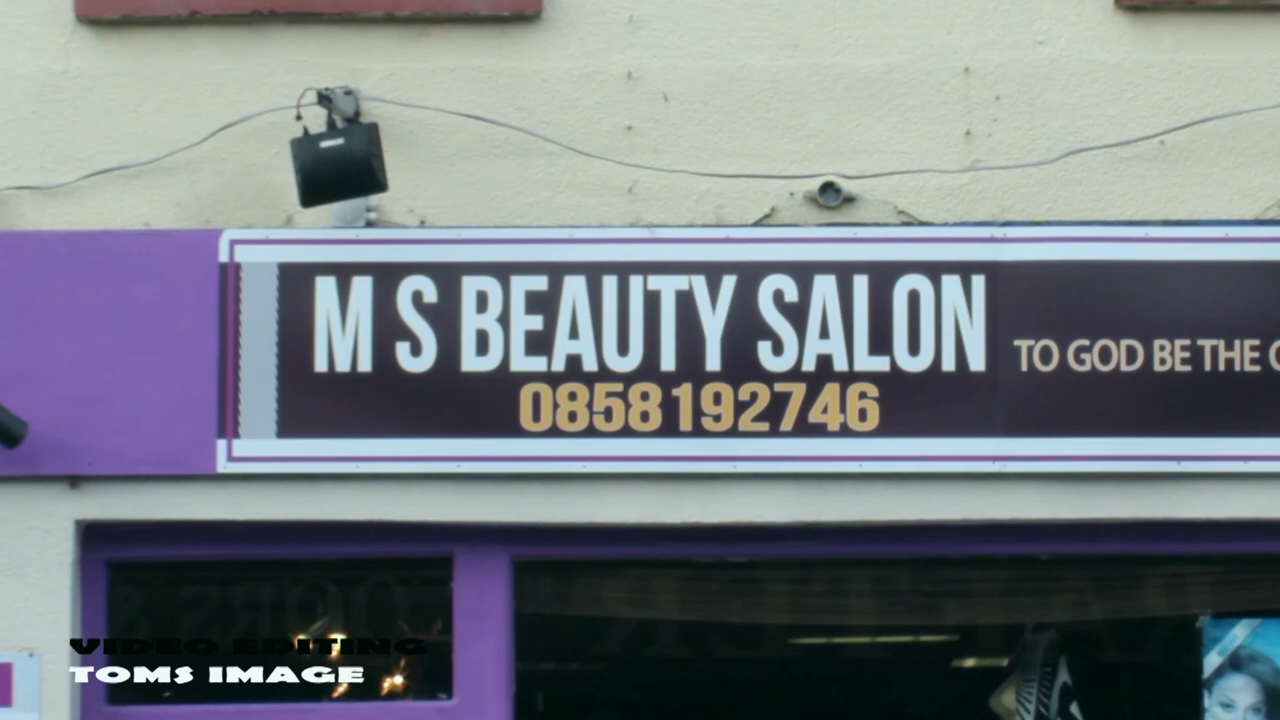 M S BEAUTY SALON
TO GOD BE THE
0858192746
VIDEO EDITING
TOMS IMAGE